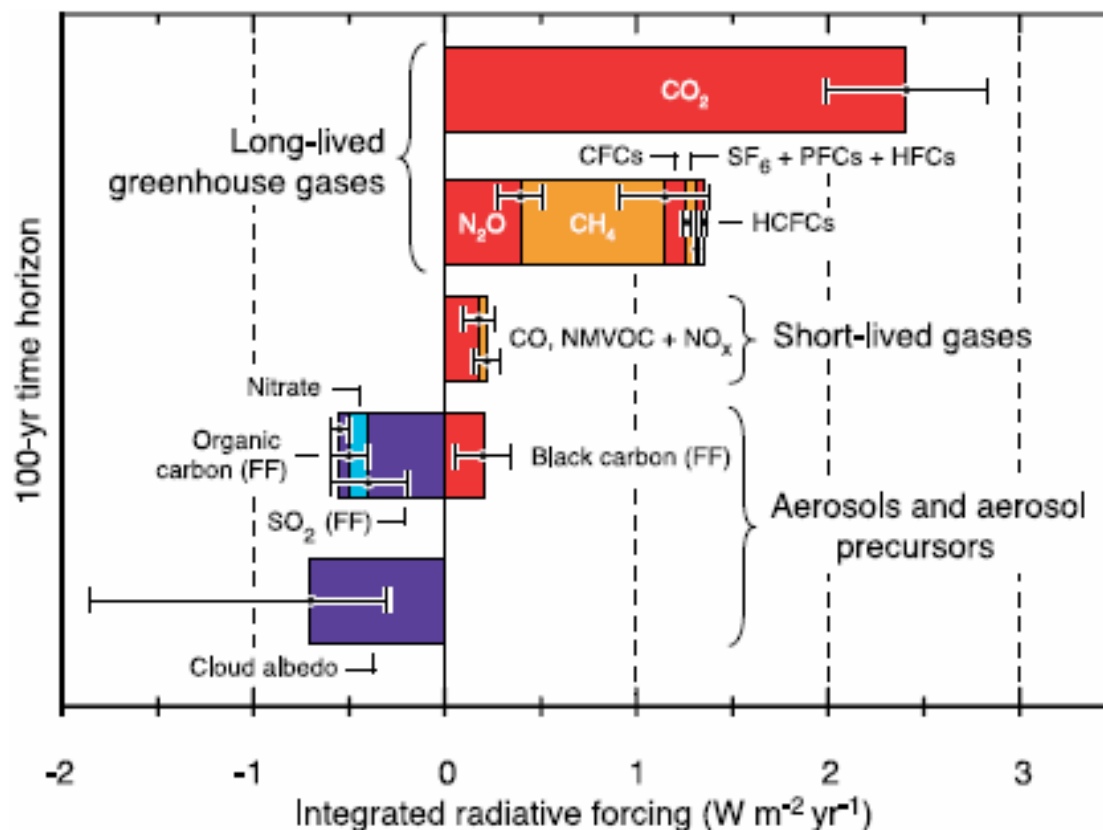 100-yr time horizon
CO₂
Long-lived
greenhouse gases
CFCs
SF₆ + PFCs + HFCs
N₂O
CH₄
HCFCs
CO, NMVOC + NOₓ
Short-lived gases
Nitrate
Organic
carbon (FF)
SO₂ (FF)
Black carbon (FF)
Aerosols and aerosol
precursors
Cloud albedo
-2 -1 0 1 2 3
Integrated radiative forcing (W m⁻² yr⁻¹)